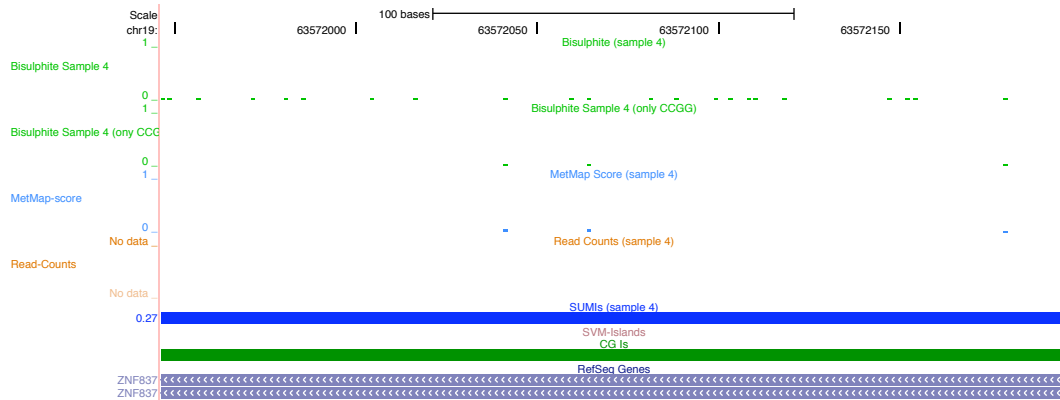 Scale 100 bases
chr19: 63572000 63572050 63572100 63572150
1 _ Bisulphite (sample 4)
Bisulphite Sample 4
0 _
1 _ Bisulphite Sample 4 (only CCGG)
Bisulphite Sample 4 (ony CCG
0 _
1 _ MetMap Score (sample 4)
MetMap-score
0 _
No data _ Read Counts (sample 4)
Read-Counts
No data _
SUMIs (sample 4)
0.27
SVM-Islands
CG Is
RefSeq Genes
ZNF837
ZNF837